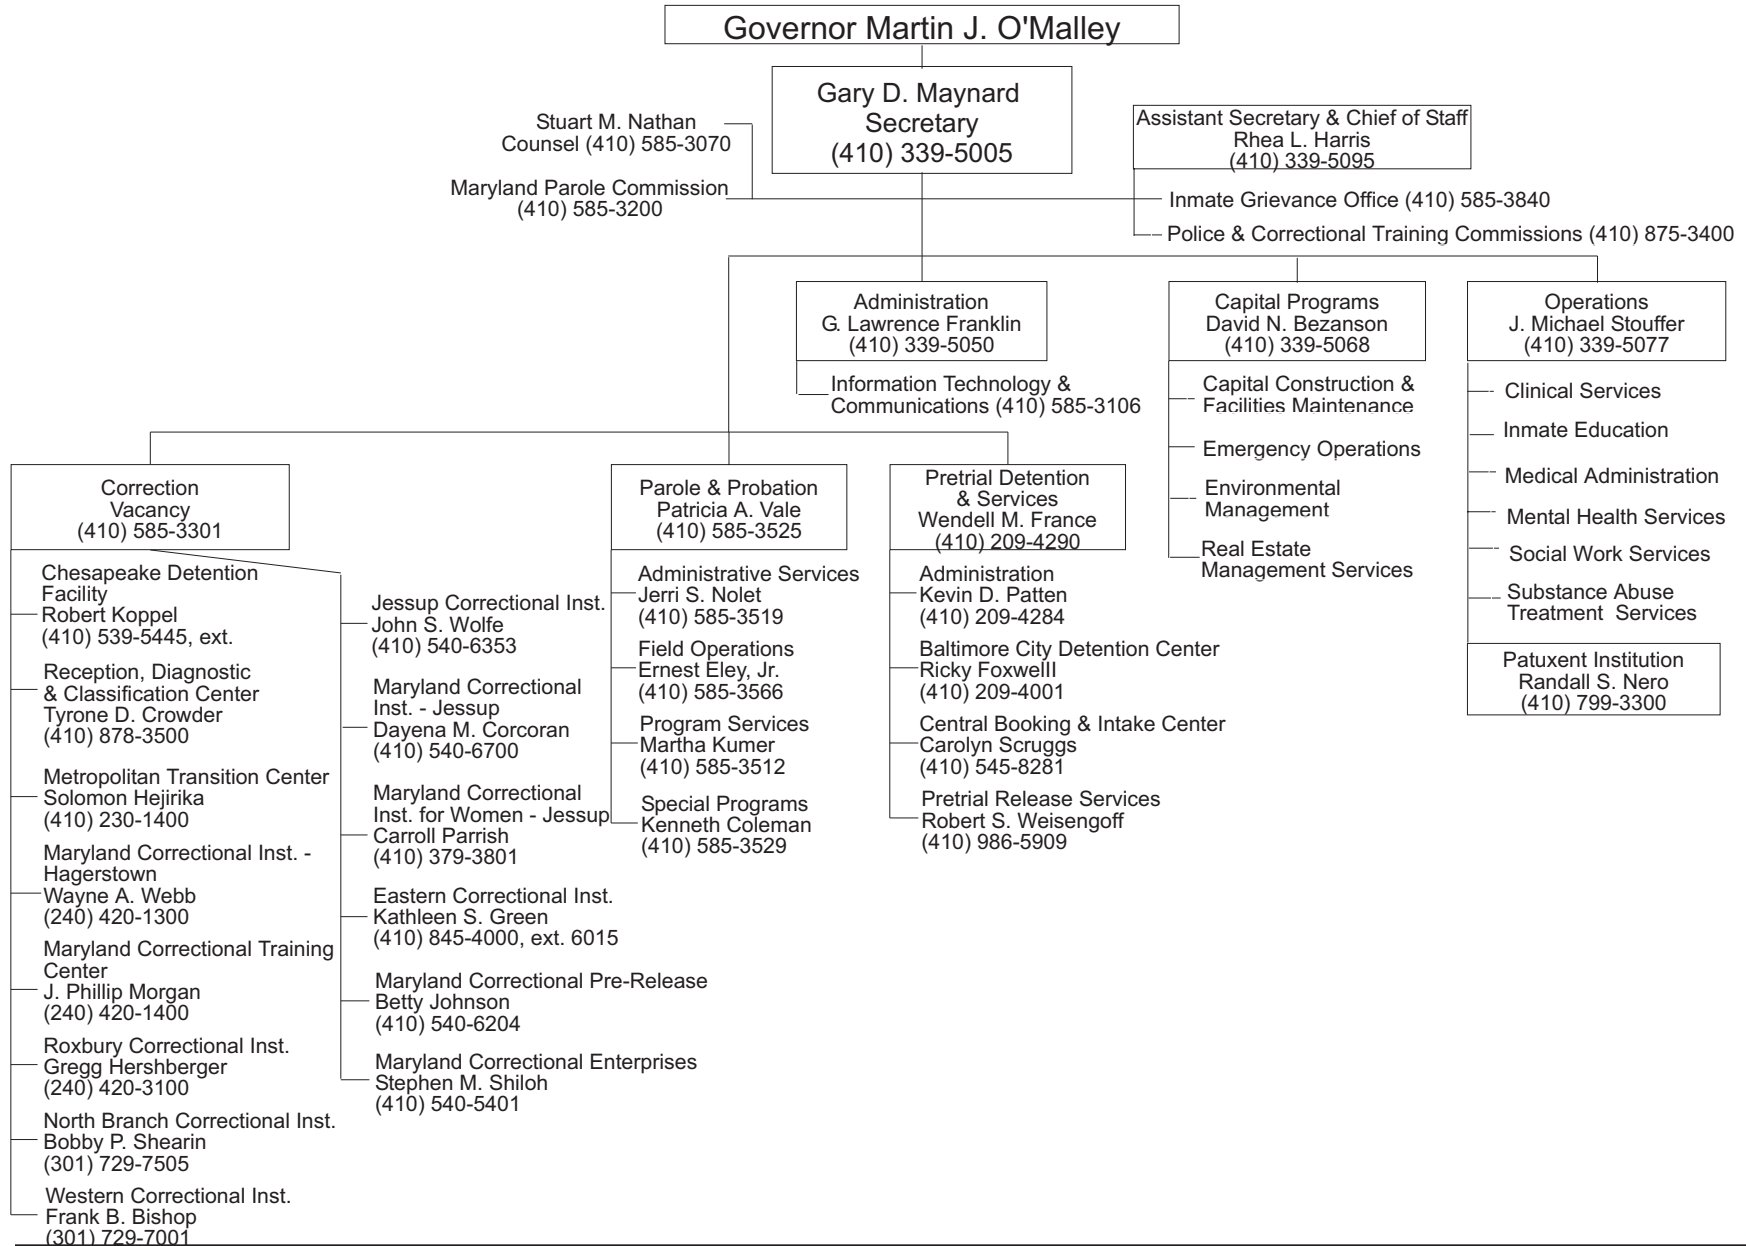 Governor Martin J. O'Malley
Gary D. Maynard
Secretary
(410) 339-5005
Stuart M. Nathan
Counsel (410) 585-3070
Maryland Parole Commission
(410) 585-3200
Assistant Secretary & Chief of Staff
Rhea L. Harris
(410) 339-5095
Inmate Grievance Office (410) 585-3840
Police & Correctional Training Commissions (410) 875-3400
Administration
G. Lawrence Franklin
(410) 339-5050
Information Technology &
Communications (410) 585-3106
Capital Programs
David N. Bezanson
(410) 339-5068
Capital Construction &
Facilities Maintenance
Emergency Operations
Environmental
Management
Real Estate
Management Services
Operations
J. Michael Stouffer
(410) 339-5077
Clinical Services
Inmate Education
Medical Administration
Mental Health Services
Social Work Services
Substance Abuse
Treatment Services
Patuxent Institution
Randall S. Nero
(410) 799-3300
Correction
Vacancy
(410) 585-3301
Chesapeake Detention
Facility
Robert Koppel
(410) 539-5445, ext.
Reception, Diagnostic
& Classification Center
Tyrone D. Crowder
(410) 878-3500
Metropolitan Transition Center
Solomon Hejirika
(410) 230-1400
Maryland Correctional Inst. -
Hagerstown
Wayne A. Webb
(240) 420-1300
Maryland Correctional Training
Center
J. Phillip Morgan
(240) 420-1400
Roxbury Correctional Inst.
Gregg Hershberger
(240) 420-3100
North Branch Correctional Inst.
Bobby P. Shearin
(301) 729-7505
Western Correctional Inst.
Frank B. Bishop
(301) 729-7001
Jessup Correctional Inst.
John S. Wolfe
(410) 540-6353
Maryland Correctional
Inst. - Jessup
Dayena M. Corcoran
(410) 540-6700
Maryland Correctional
Inst. for Women - Jessup
Carroll Parrish
(410) 379-3801
Eastern Correctional Inst.
Kathleen S. Green
(410) 845-4000, ext. 6015
Maryland Correctional Pre-Release
Betty Johnson
(410) 540-6204
Maryland Correctional Enterprises
Stephen M. Shiloh
(410) 540-5401
Parole & Probation
Patricia A. Vale
(410) 585-3525
Administrative Services
Jerri S. Nolet
(410) 585-3519
Field Operations
Ernest Eley, Jr.
(410) 585-3566
Program Services
Martha Kumer
(410) 585-3512
Special Programs
Kenneth Coleman
(410) 585-3529
Pretrial Detention
& Services
Wendell M. France
(410) 209-4290
Administration
Kevin D. Patten
(410) 209-4284
Baltimore City Detention Center
Ricky Foxwelll
(410) 209-4001
Central Booking & Intake Center
Carolyn Scruggs
(410) 545-8281
Pretrial Release Services
Robert S. Weisengoff
(410) 986-5909